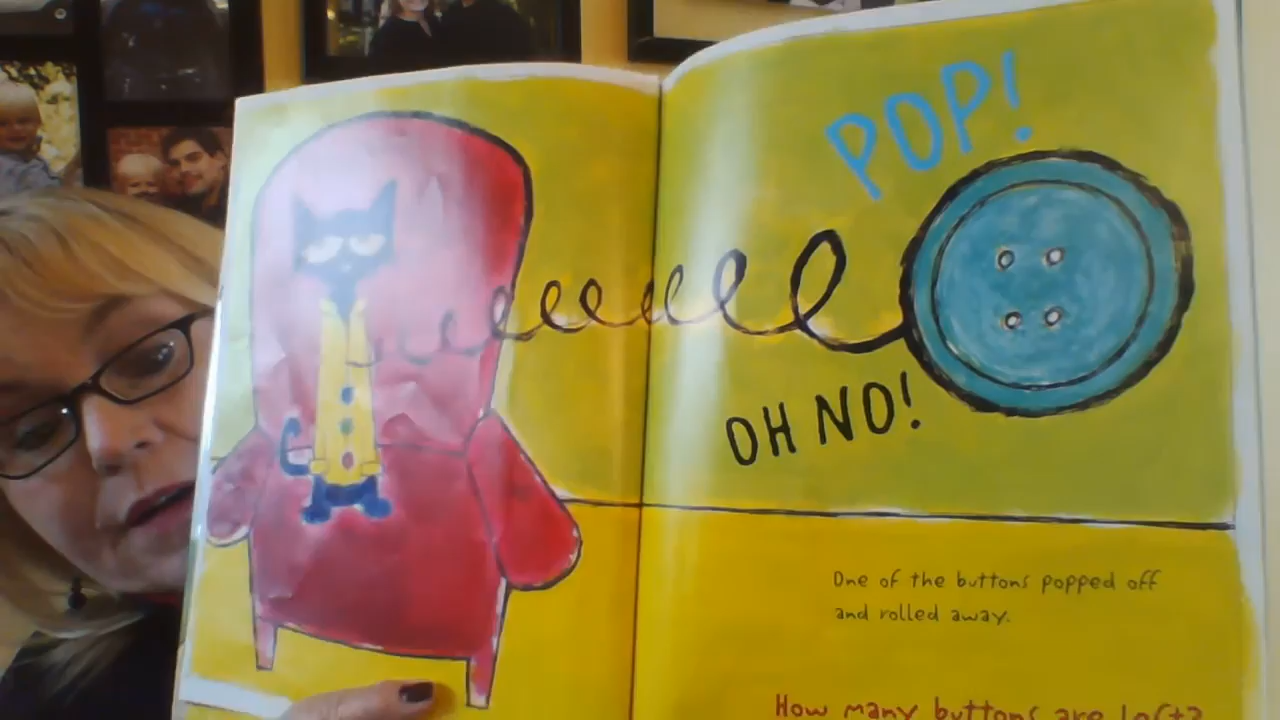 POP!
OH NO!
One of the buttons popped off
and rolled away.
How many buttons are left?